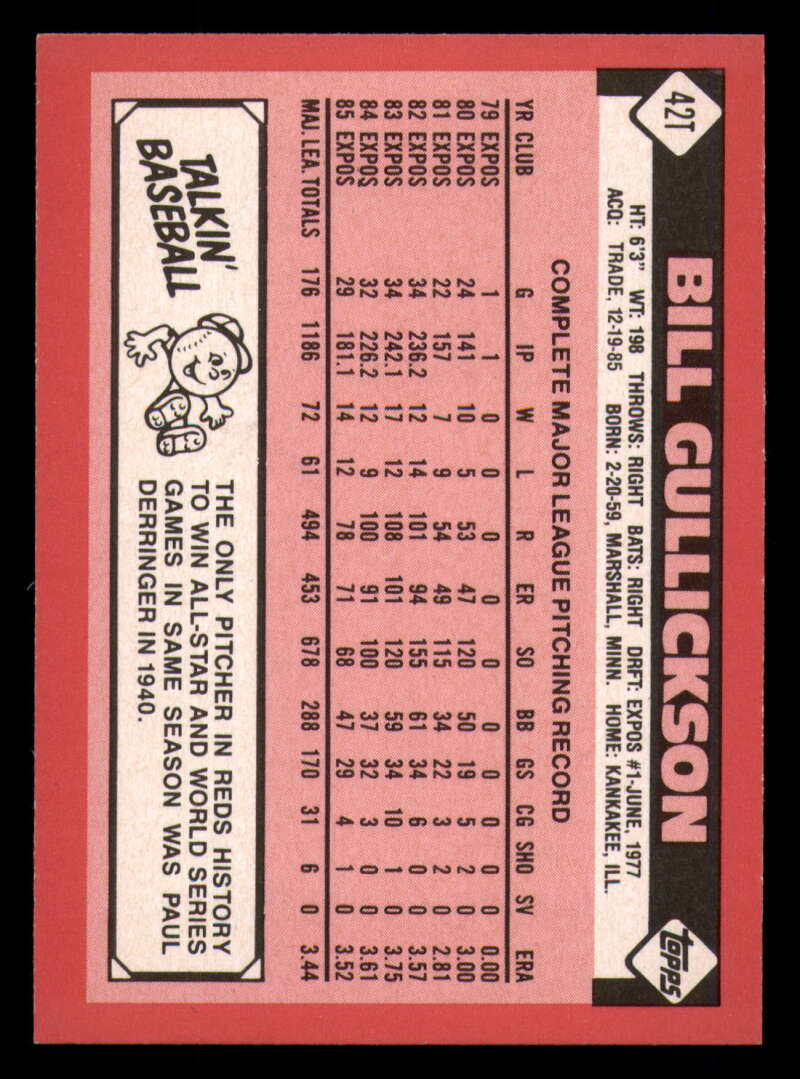 42T
BILL GULLICKSON
topps
HT: 6'3" WT: 198 THROWS: RIGHT BATS: RIGHT DRFT: EXPOS #1-JUNE, 1977
ACQ: TRADE, 12-19-85 BORN: 2-20-59, MARSHALL, MINN. HOME: KANKAKEE, ILL.
COMPLETE MAJOR LEAGUE PITCHING RECORD
YR CLUB G IP W L R ER SO BB GS CG SHO SV ERA
79 EXPOS 1 1 0 0 0 0 0 0 0 0 0 0 0.00
80 EXPOS 24 141 10 5 53 47 120 50 19 5 2 0 3.00
81 EXPOS 22 157 7 9 54 49 115 34 22 3 2 0 2.81
82 EXPOS 34 236.2 12 14 101 94 155 61 34 6 0 0 3.57
83 EXPOS 34 242.1 17 12 108 101 120 59 34 10 1 0 3.75
84 EXPOS 32 226.2 12 9 100 91 100 37 32 3 0 0 3.61
85 EXPOS 29 181.1 14 12 78 71 68 47 29 4 1 0 3.52
MAJ. LEA. TOTALS 176 1186 72 61 494 453 678 288 170 31 6 0 3.44
TALKIN'
BASEBALL
THE ONLY PITCHER IN REDS HISTORY
TO WIN ALL-STAR AND WORLD SERIES
GAMES IN SAME SEASON WAS PAUL
DERRINGER IN 1940.